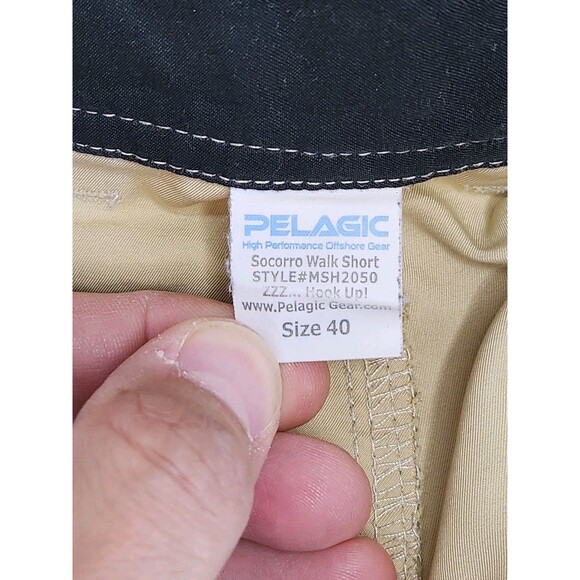 PELAGIC
High Performance Offshore Gear
Socorro Walk Short
STYLE#MSH2050
ZZZ... Hook Up!
www.Pelagic Gear.com
Size 40